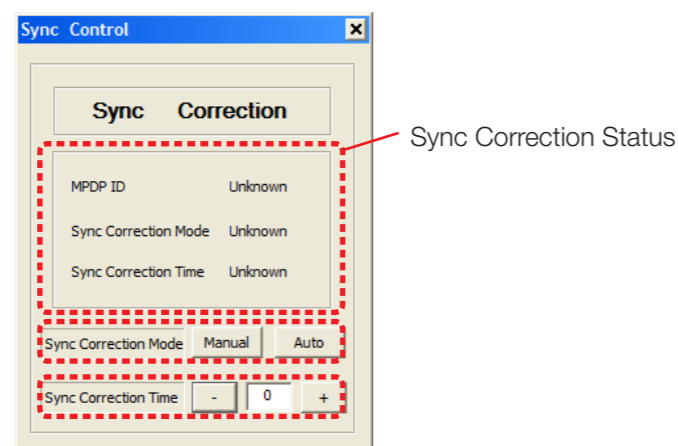 Sync Control
Sync Correction
Sync Correction Status
MPDP ID Unknown
Sync Correction Mode Unknown
Sync Correction Time Unknown
Sync Correction Mode Manual Auto
Sync Correction Time - 0 +